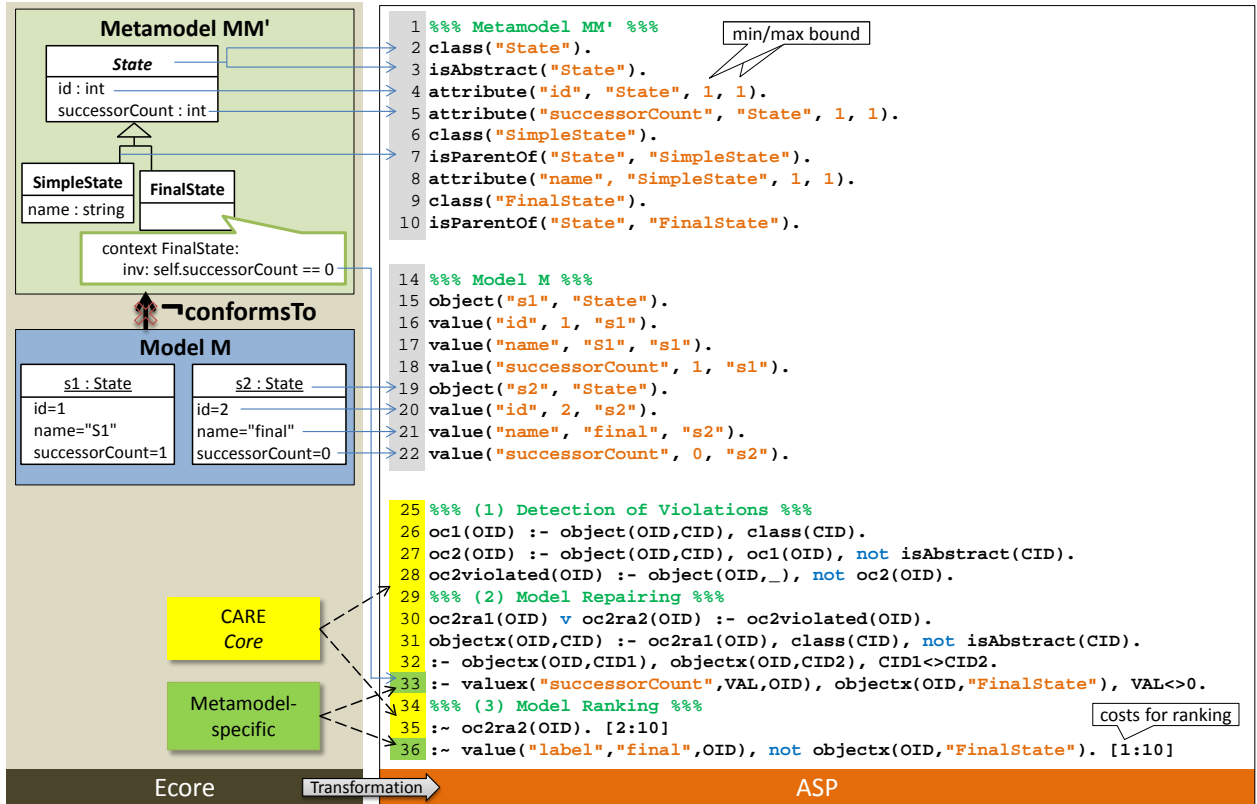 Metamodel MM'
State
id : int
successorCount : int
SimpleState
name : string
FinalState
context FinalState:
inv: self.successorCount == 0
¬conformsTo
Model M
s1 : State
id=1
name="S1"
successorCount=1
s2 : State
id=2
name="final"
successorCount=0
CARE
Core
Metamodel-
specific
Ecore
Transformation
min/max bound
1 %%% Metamodel MM' %%%
2 class("State").
3 isAbstract("State").
4 attribute("id", "State", 1, 1).
5 attribute("successorCount", "State", 1, 1).
6 class("SimpleState").
7 isParentOf("State", "SimpleState").
8 attribute("name", "SimpleState", 1, 1).
9 class("FinalState").
10 isParentOf("State", "FinalState").
14 %%% Model M %%%
15 object("s1", "State").
16 value("id", 1, "s1").
17 value("name", "S1", "s1").
18 value("successorCount", 1, "s1").
19 object("s2", "State").
20 value("id", 2, "s2").
21 value("name", "final", "s2").
22 value("successorCount", 0, "s2").
25 %%% (1) Detection of Violations %%%
26 oc1(OID) :- object(OID,CID), class(CID).
27 oc2(OID) :- object(OID,CID), oc1(OID), not isAbstract(CID).
28 oc2violated(OID) :- object(OID,_), not oc2(OID).
29 %%% (2) Model Repairing %%%
30 oc2ra1(OID) v oc2ra2(OID) :- oc2violated(OID).
31 objectx(OID,CID) :- oc2ra1(OID), class(CID), not isAbstract(CID).
32 :- objectx(OID,CID1), objectx(OID,CID2), CID1<>CID2.
33 :- valuex("successorCount",VAL,OID), objectx(OID,"FinalState"), VAL<>0.
34 %%% (3) Model Ranking %%%
35 :~ oc2ra2(OID). [2:10]
36 :~ value("label","final",OID), not objectx(OID,"FinalState"). [1:10]
costs for ranking
ASP